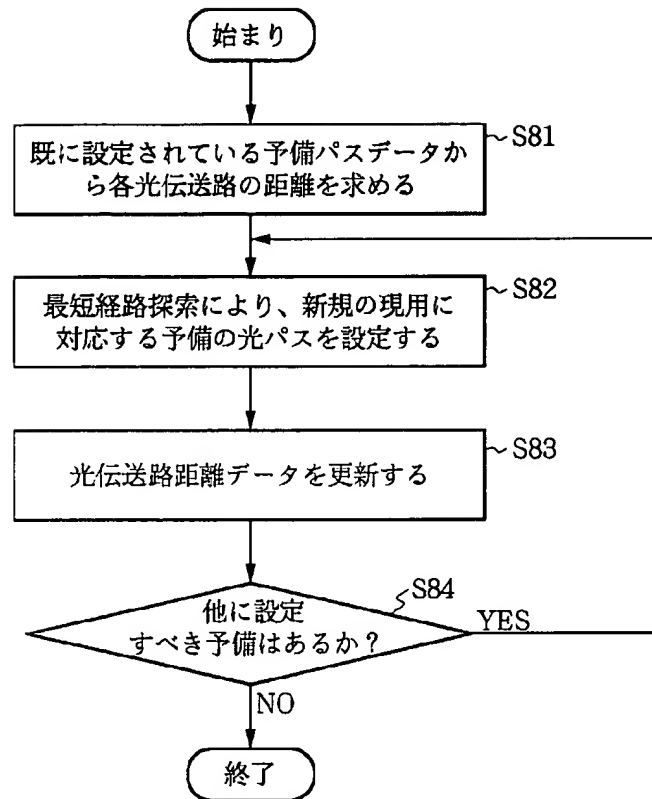 始まり
既に設定されている予備パスデータから各光伝送路の距離を求める
S81
最短経路探索により、新規の現用に対応する予備の光パスを設定する
S82
光伝送路距離データを更新する
S83
他に設定
すべき予備はあるか？
S84
YES
NO
終了